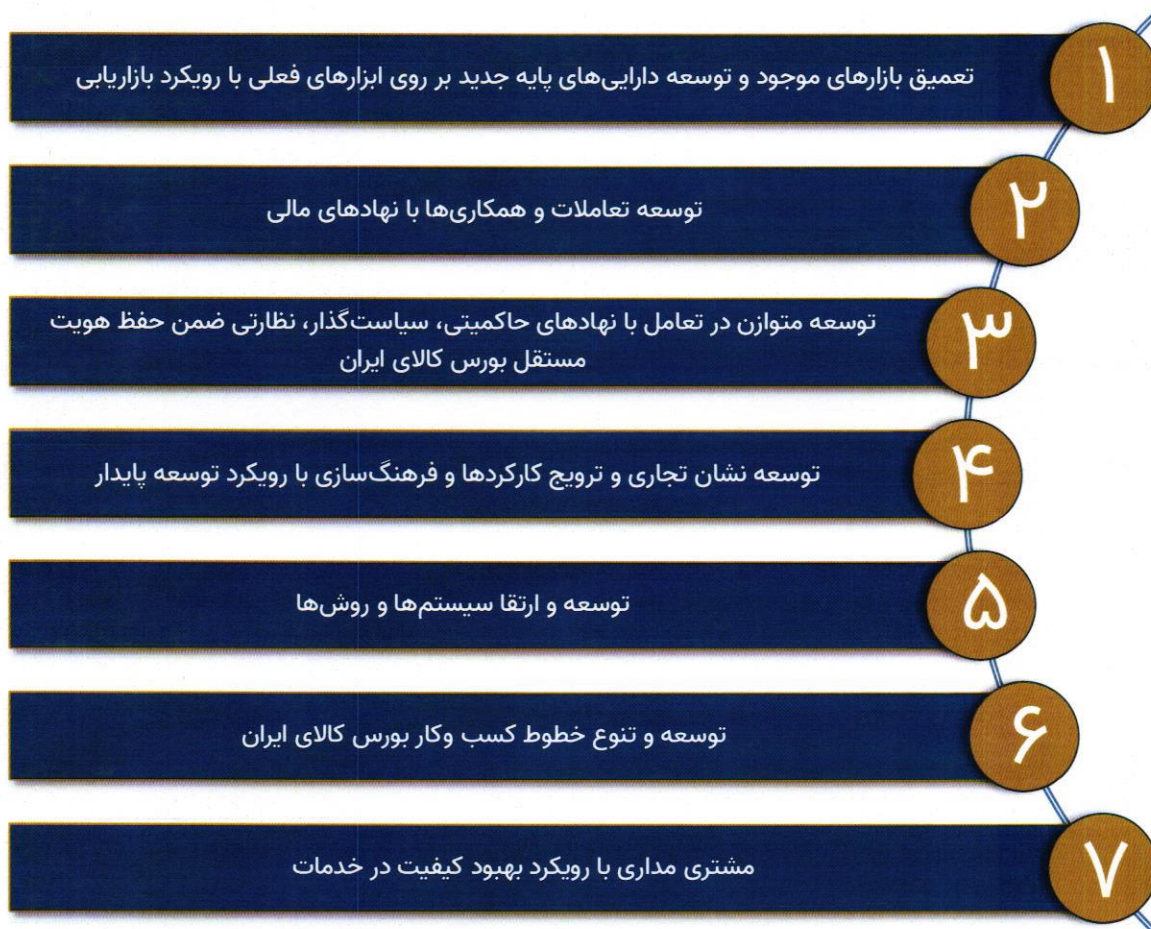 ۱
تعمیق بازارهای موجود و توسعه دارایی‌های پایه جدید بر روی ابزارهای فعلی با رویکرد بازاریابی
۲
توسعه تعاملات و همکاری‌ها با نهادهای مالی
۳
توسعه متوازن در تعامل با نهادهای حاکمیتی، سیاست‌گذار، نظارتی ضمن حفظ هویت
مستقل بورس کالای ایران
۴
توسعه نشان تجاری و ترویج کارکردها و فرهنگ‌سازی با رویکرد توسعه پایدار
۵
توسعه و ارتقا سیستم‌ها و روش‌ها
۶
توسعه و تنوع خطوط کسب وکار بورس کالای ایران
۷
مشتری مداری با رویکرد بهبود کیفیت در خدمات